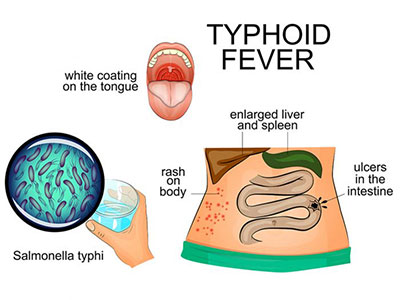 TYPHOID
FEVER
white coating
on the tongue
enlarged liver
and spleen
rash
on
body
ulcers
in the
intestine
Salmonella typhi